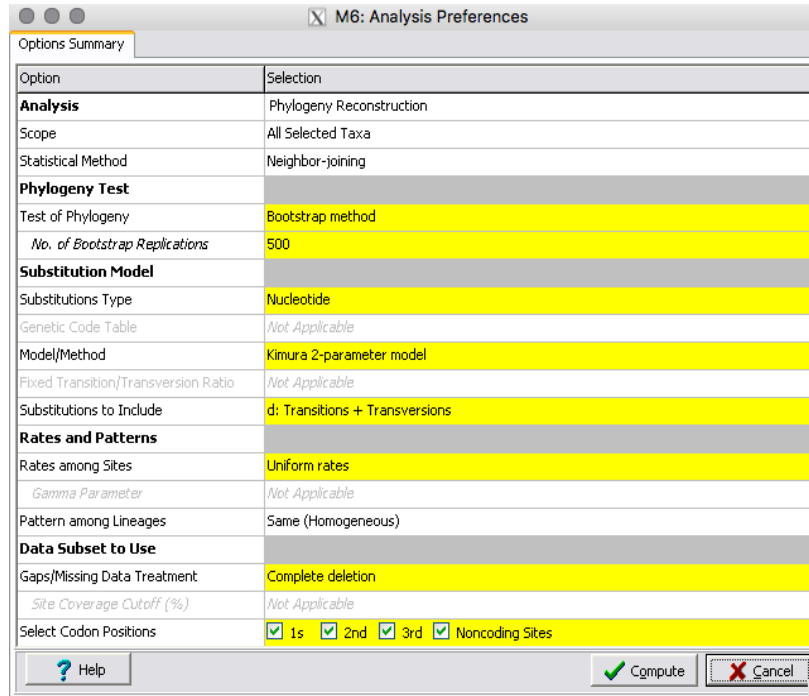 M6: Analysis Preferences
Options Summary
Option Selection
Analysis Phylogeny Reconstruction
Scope All Selected Taxa
Statistical Method Neighbor-joining
Phylogeny Test
Test of Phylogeny Bootstrap method
No. of Bootstrap Replications 500
Substitution Model
Substitutions Type Nucleotide
Genetic Code Table Not Applicable
Model/Method Kimura 2-parameter model
Fixed Transition/Transversion Ratio Not Applicable
Substitutions to Include d: Transitions + Transversions
Rates and Patterns
Rates among Sites Uniform rates
Gamma Parameter Not Applicable
Pattern among Lineages Same (Homogeneous)
Data Subset to Use
Gaps/Missing Data Treatment Complete deletion
Site Coverage Cutoff (%) Not Applicable
Select Codon Positions 1s 2nd 3rd Noncoding Sites
? Help Compute Cancel